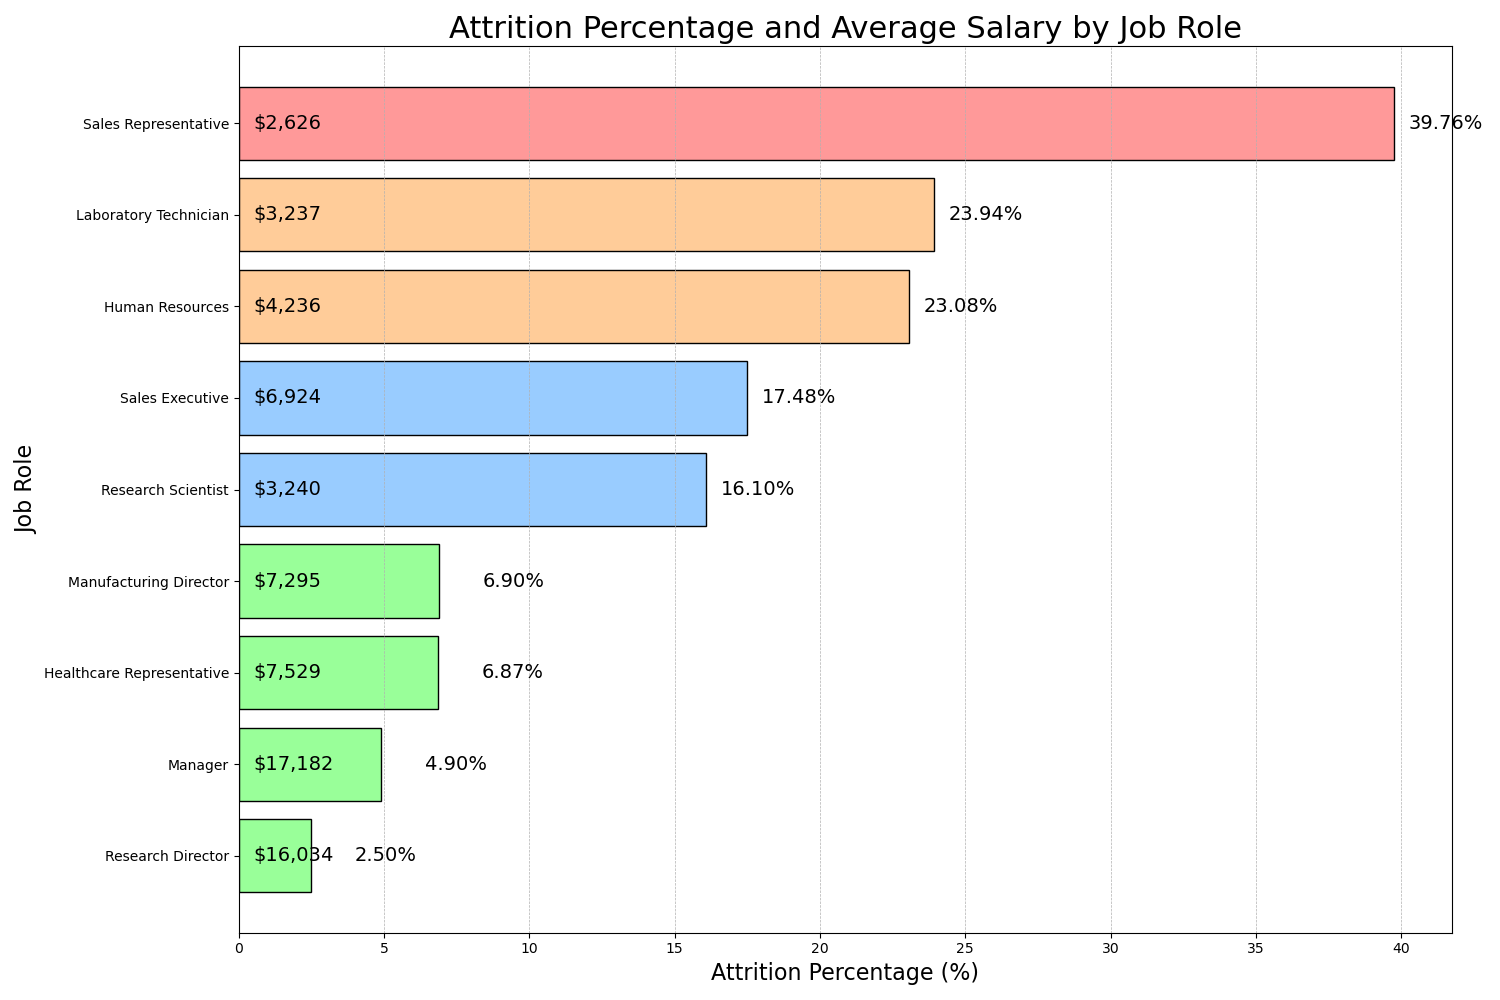 Attrition Percentage and Average Salary by Job Role
Job Role
Sales Representative $2,626 39.76%
Laboratory Technician $3,237 23.94%
Human Resources $4,236 23.08%
Sales Executive $6,924 17.48%
Research Scientist $3,240 16.10%
Manufacturing Director $7,295 6.90%
Healthcare Representative $7,529 6.87%
Manager $17,182 4.90%
Research Director $16,034 2.50%
0 5 10 15 20 25 30 35 40
Attrition Percentage (%)